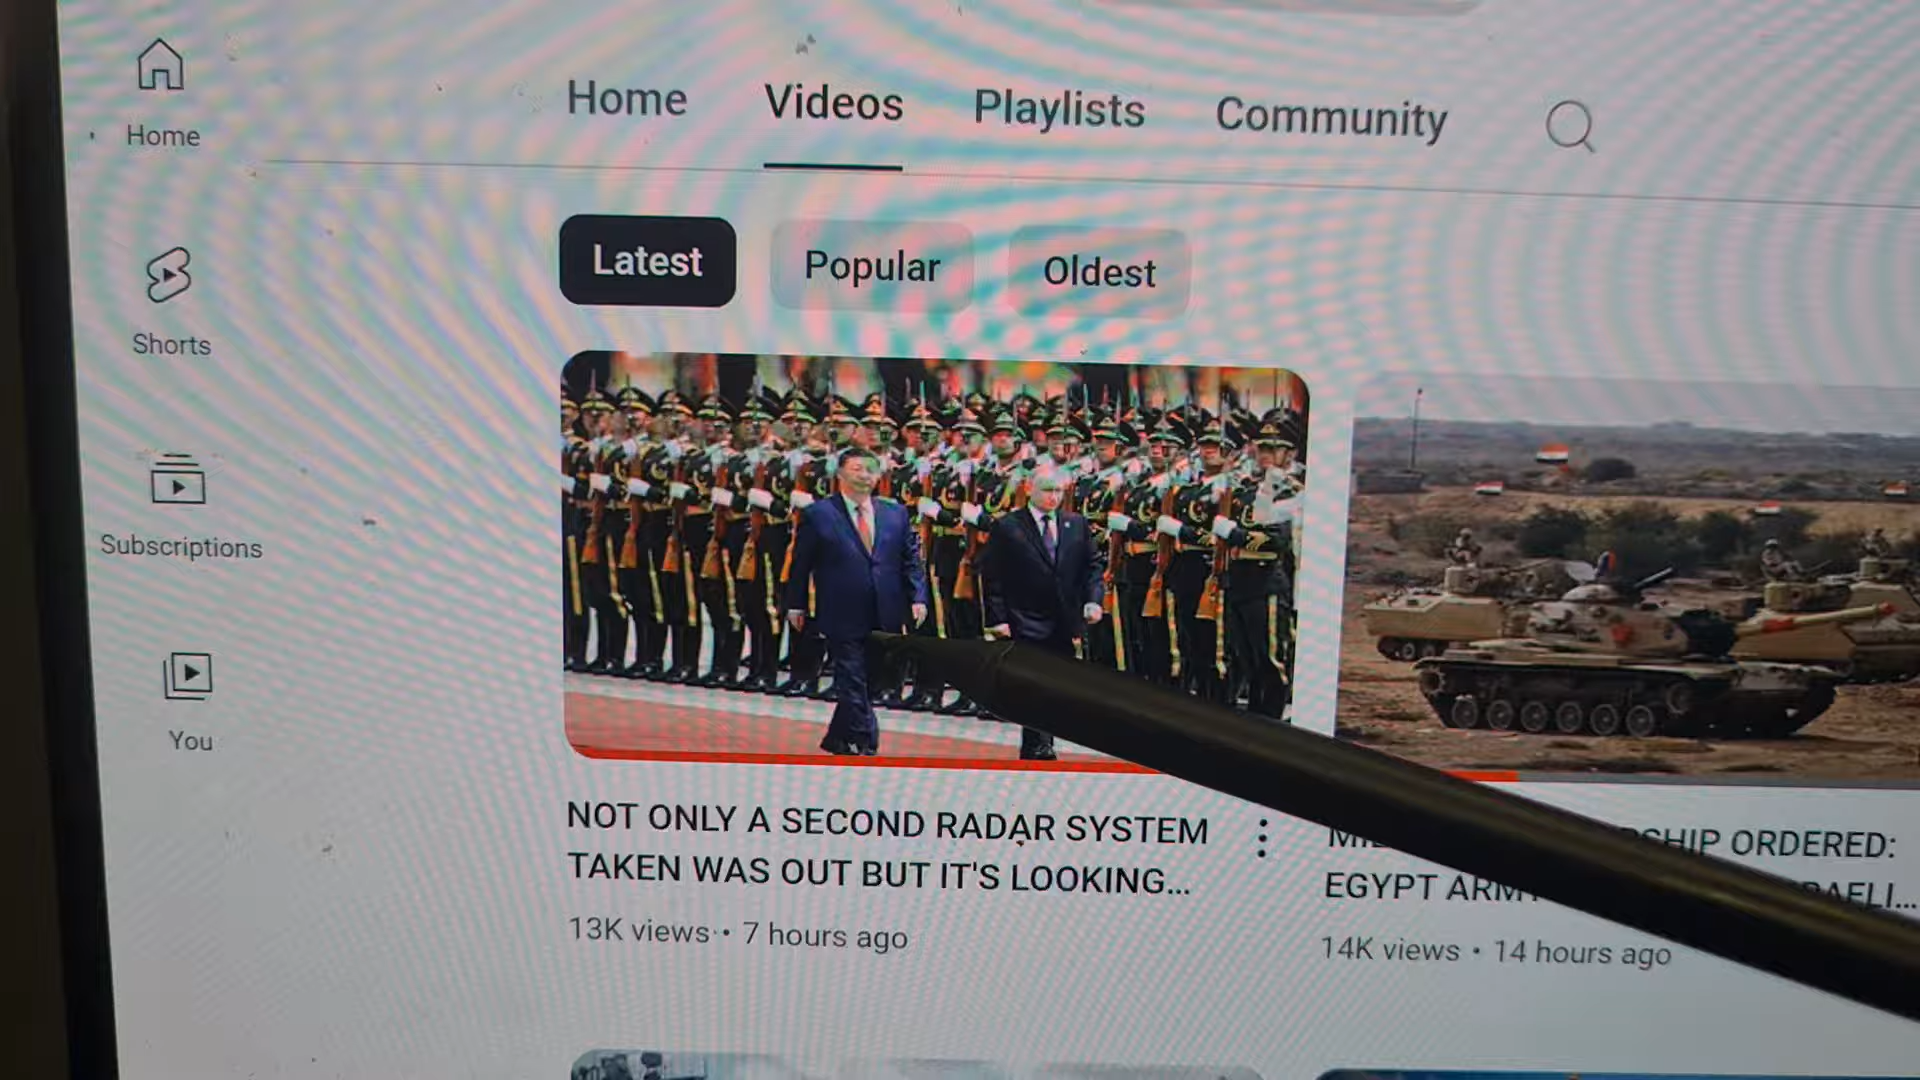 Home
Home
Videos
Playlists
Community
Latest
Popular
Oldest
Shorts
Subscriptions
You
NOT ONLY A SECOND RADAR SYSTEM
TAKEN WAS OUT BUT IT'S LOOKING...
13K views • 7 hours ago
ORDERED:
EGYPT
14K views • 14 hours ago